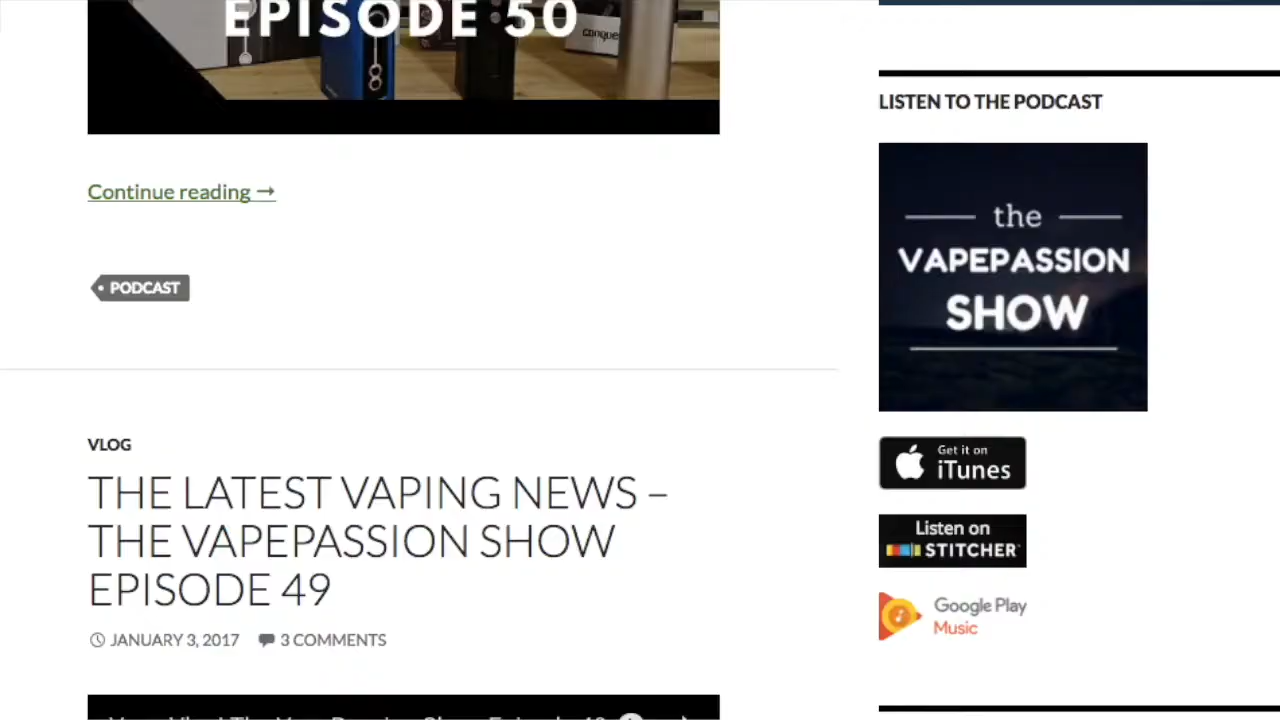 EPISODE 50
Conque
Continue reading →
PODCAST
VLOG
THE LATEST VAPING NEWS –
THE VAPEPASSION SHOW
EPISODE 49
JANUARY 3, 2017 3 COMMENTS
LISTEN TO THE PODCAST
the
VAPEPASSION
SHOW
Get it on
iTunes
Listen on
STITCHER
Google Play
Music